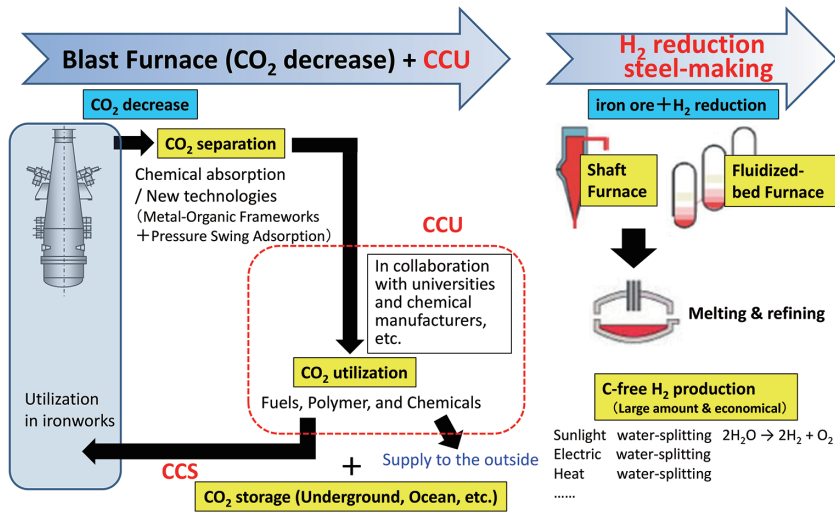 Blast Furnace (CO₂ decrease) + CCU
H₂ reduction
steel-making
CO₂ decrease
iron ore＋H₂ reduction
CO₂ separation
Chemical absorption
/ New technologies
（Metal-Organic Frameworks
＋Pressure Swing Adsorption）
Shaft
Furnace
Fluidized-
bed Furnace
CCU
In collaboration
with universities
and chemical
manufacturers,
etc.
Melting & refining
CO₂ utilization
Fuels, Polymer, and Chemicals
Utilization
in ironworks
C-free H₂ production
（Large amount & economical）
Sunlight water-splitting 2H₂O → 2H₂ + O₂
Electric water-splitting
Heat water-splitting
……
CCS
+
Supply to the outside
CO₂ storage (Underground, Ocean, etc.)